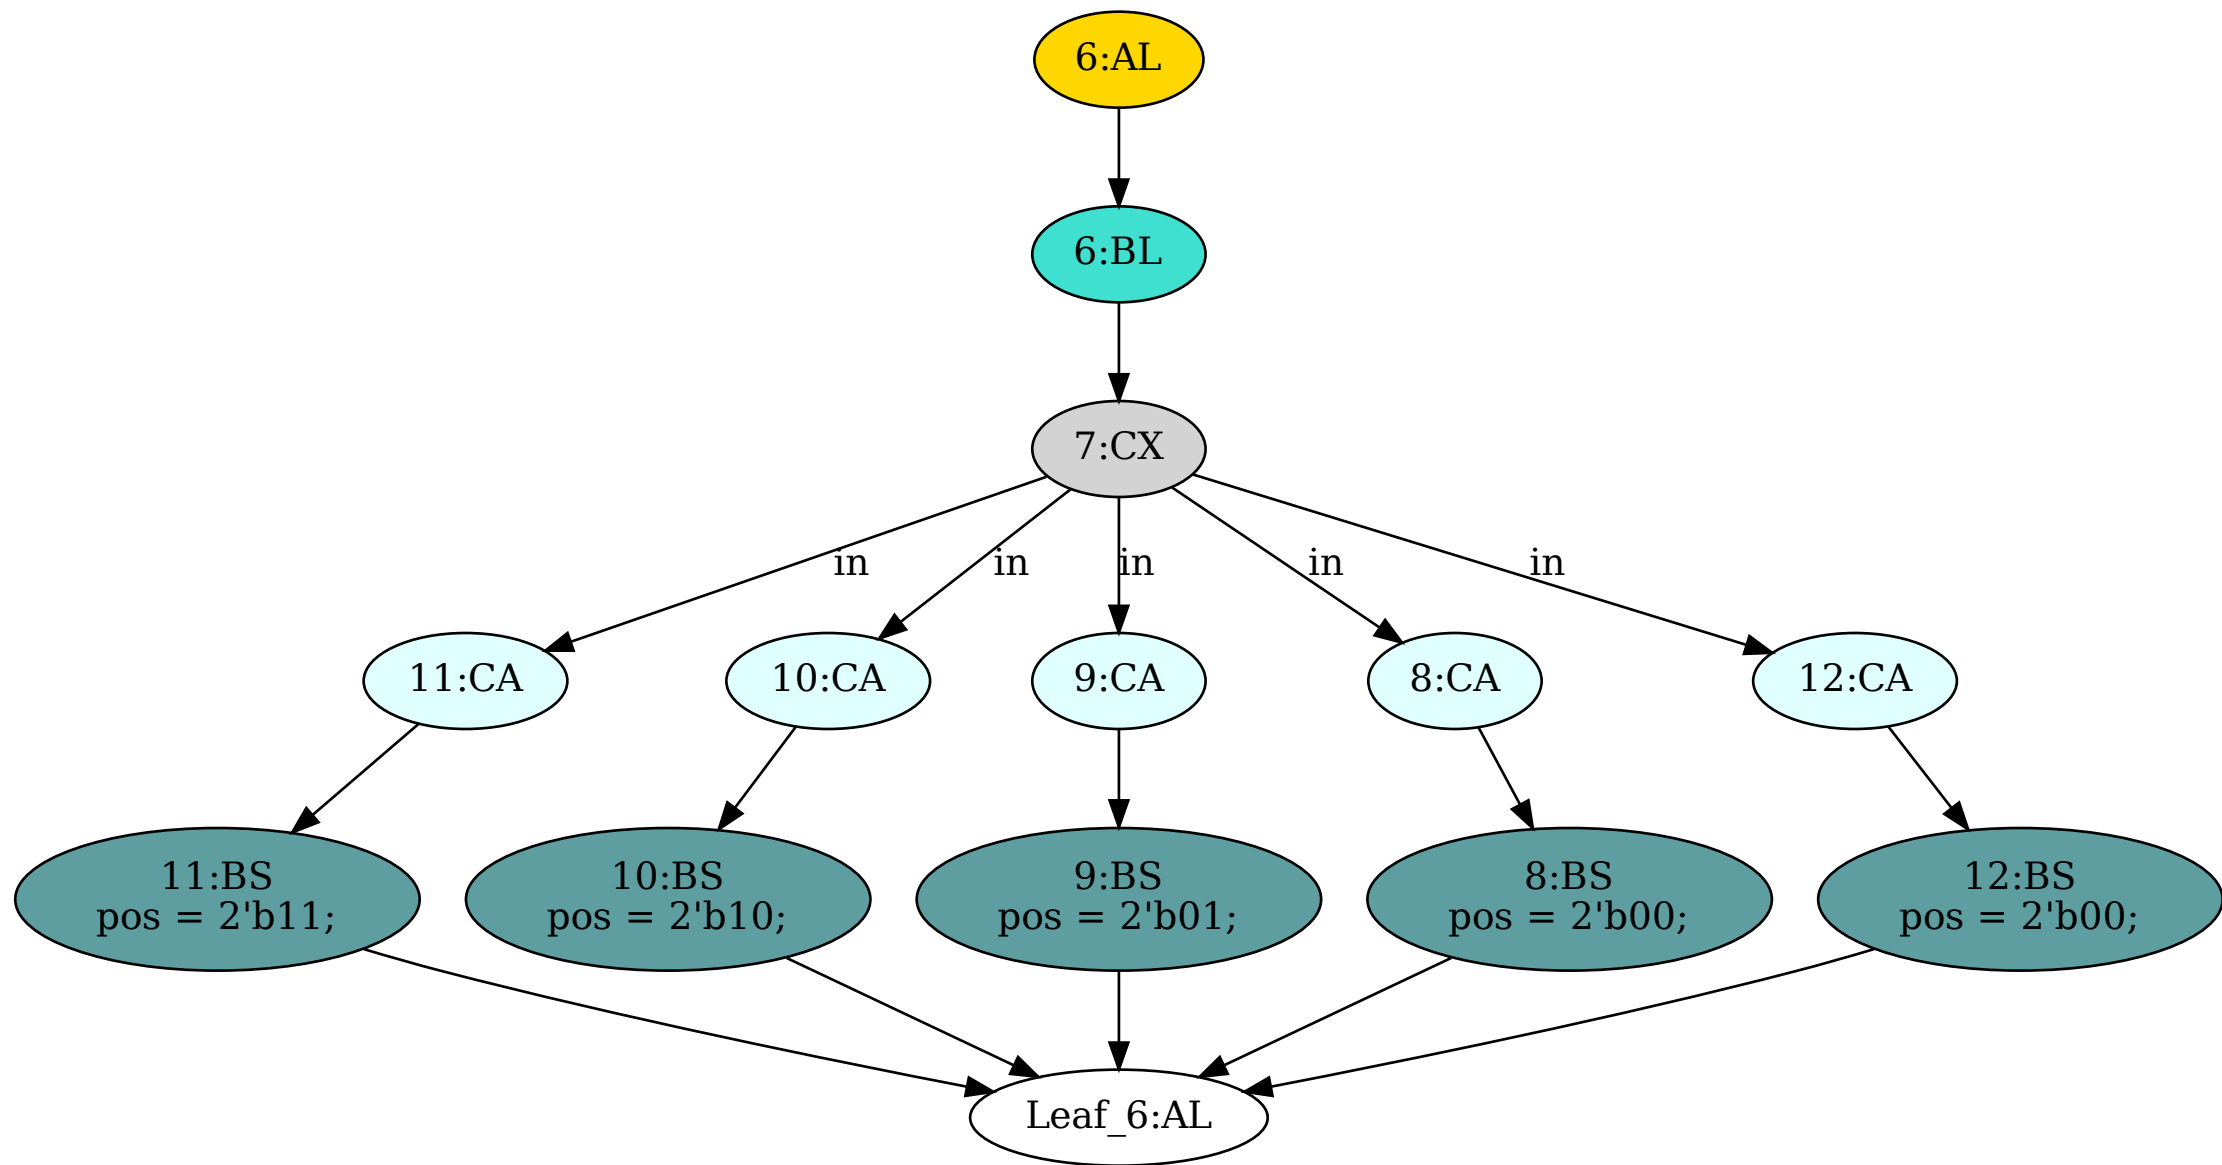 6:AL
6:BL
7:CX
in
in
in
in
in
11:CA
10:CA
9:CA
8:CA
12:CA
11:BS
pos = 2'b11;
10:BS
pos = 2'b10;
9:BS
pos = 2'b01;
8:BS
pos = 2'b00;
12:BS
pos = 2'b00;
Leaf_6:AL